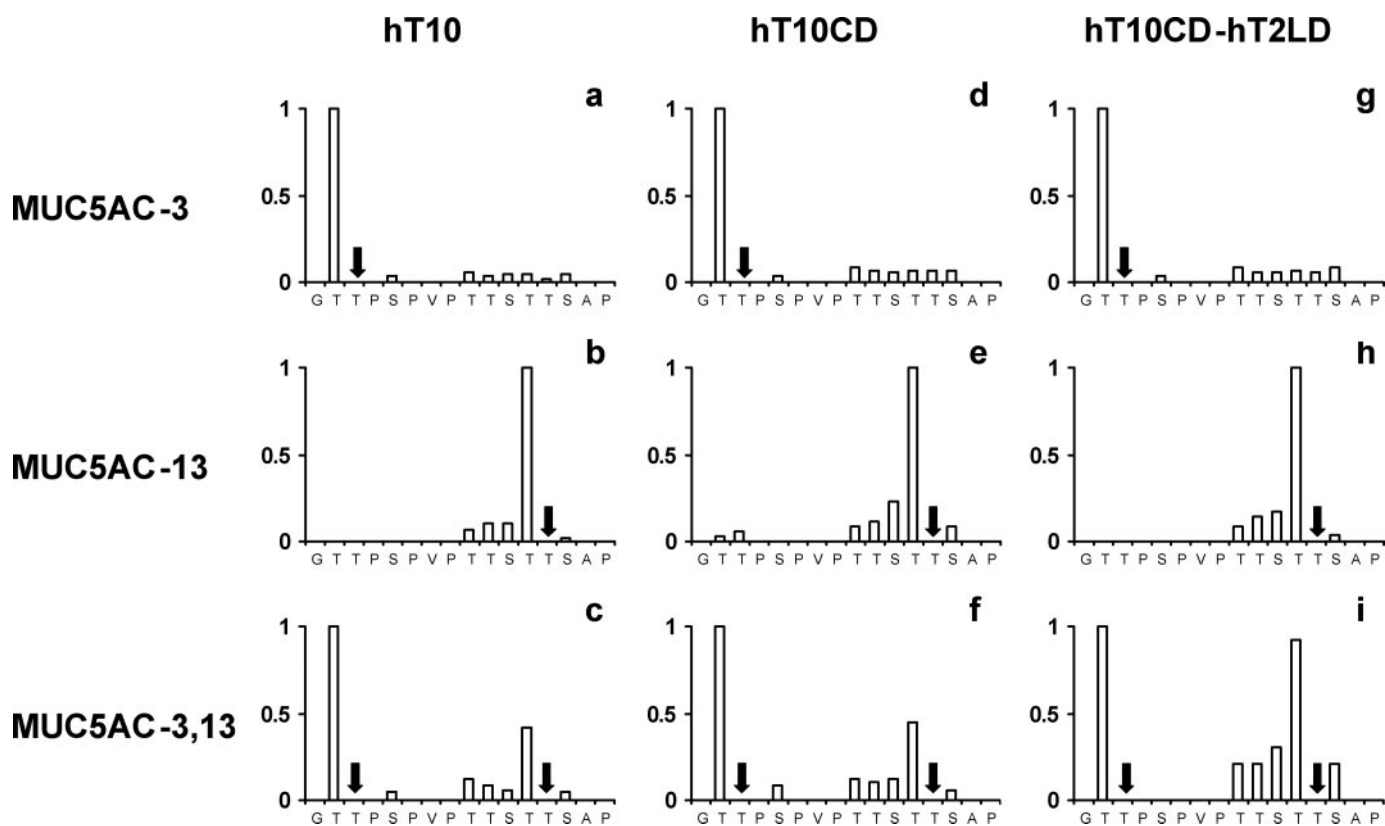 hT10 hT10CD hT10CD-hT2LD
a d g
1 1 1
0.5 0.5 0.5
MUC5AC-3
0 0 0
G T T P S P V P T T S T T S A P G T T P S P V P T T S T T S A P G T T P S P V P T T S T T S A P
b e h
1 1 1
0.5 0.5 0.5
MUC5AC-13
0 0 0
G T T P S P V P T T S T T S A P G T T P S P V P T T S T T S A P G T T P S P V P T T S T T S A P
c f i
1 1 1
0.5 0.5 0.5
MUC5AC-3,13
0 0 0
G T T P S P V P T T S T T S A P G T T P S P V P T T S T T S A P G T T P S P V P T T S T T S A P